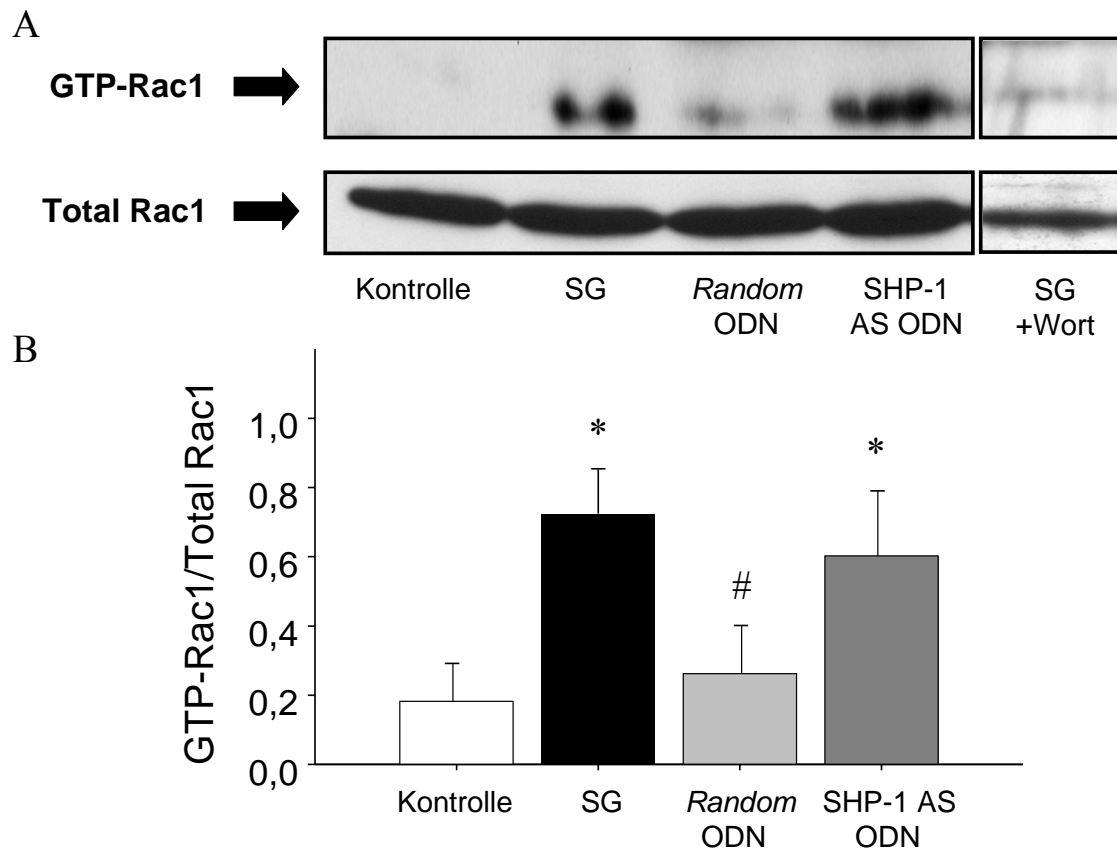 A
GTP-Rac1
Total Rac1
Kontrolle SG Random SHP-1 SG
ODN AS ODN +Wort
B
GTP-Rac1/Total Rac1
1,0
0,8
0,6
0,4
0,2
0,0
* # *
Kontrolle SG Random SHP-1 AS
ODN ODN